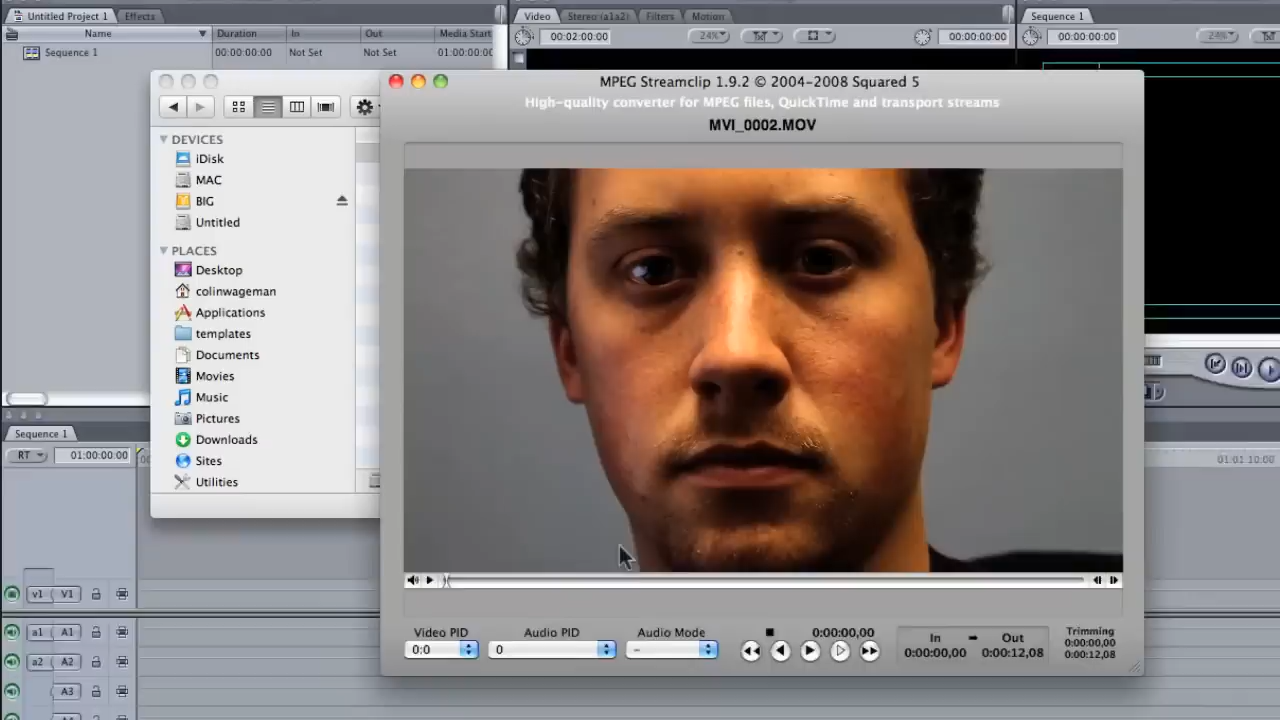 Untitled Project 1
Effects
Name
Duration
In
Out
Media Start
Sequence 1
00:00:00:00
Not Set
Not Set
01:00:00:00
Video
Stereo (a1a2)
Filters
Motion
00:02:00:00
24%
00:00:00:00
Sequence 1
00:00:00:00
24%
DEVICES
iDisk
MAC
BIG
Untitled
PLACES
Desktop
colinwageman
Applications
templates
Documents
Movies
Music
Pictures
Downloads
Sites
Utilities
MPEG Streamclip 1.9.2 © 2004-2008 Squared 5
High-quality converter for MPEG files, QuickTime and transport streams
MVI_0002.MOV
Video PID
0:0
Audio PID
0
Audio Mode
–
0:00:00,00
In
0:00:00,00
Out
0:00:12,08
Trimming
0:00:00,00
0:00:12,08
Sequence 1
RT
01:00:00:00
01:01 10:00
v1 V1
a1 A1
a2 A2
A3